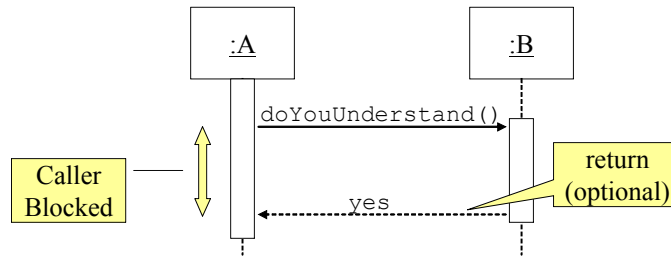 :A
:B
doYouUnderstand()
Caller
Blocked
return
(optional)
yes